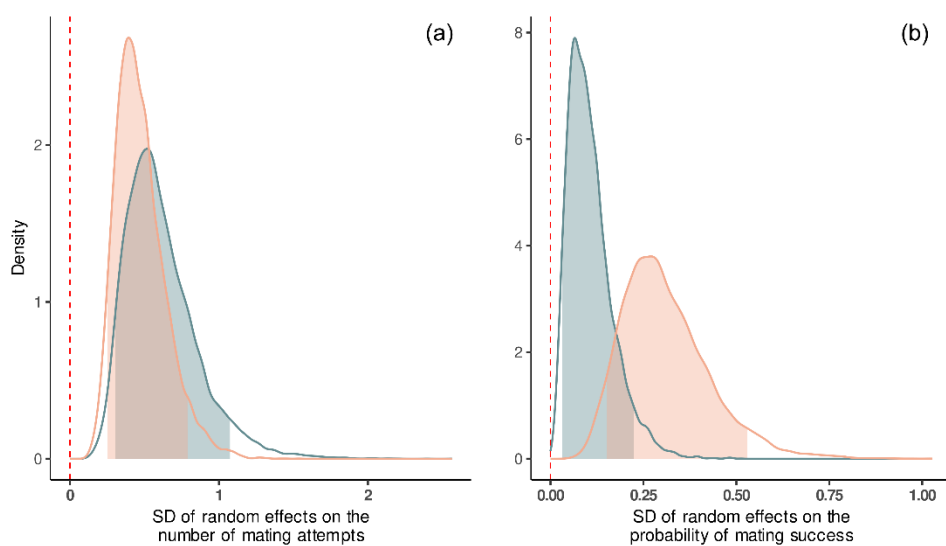 (a)
(b)
Density
2
1
0
0
1
2
SD of random effects on the
number of mating attempts
8
6
4
2
0
0.00
0.25
0.50
0.75
1.00
SD of random effects on the
probability of mating success